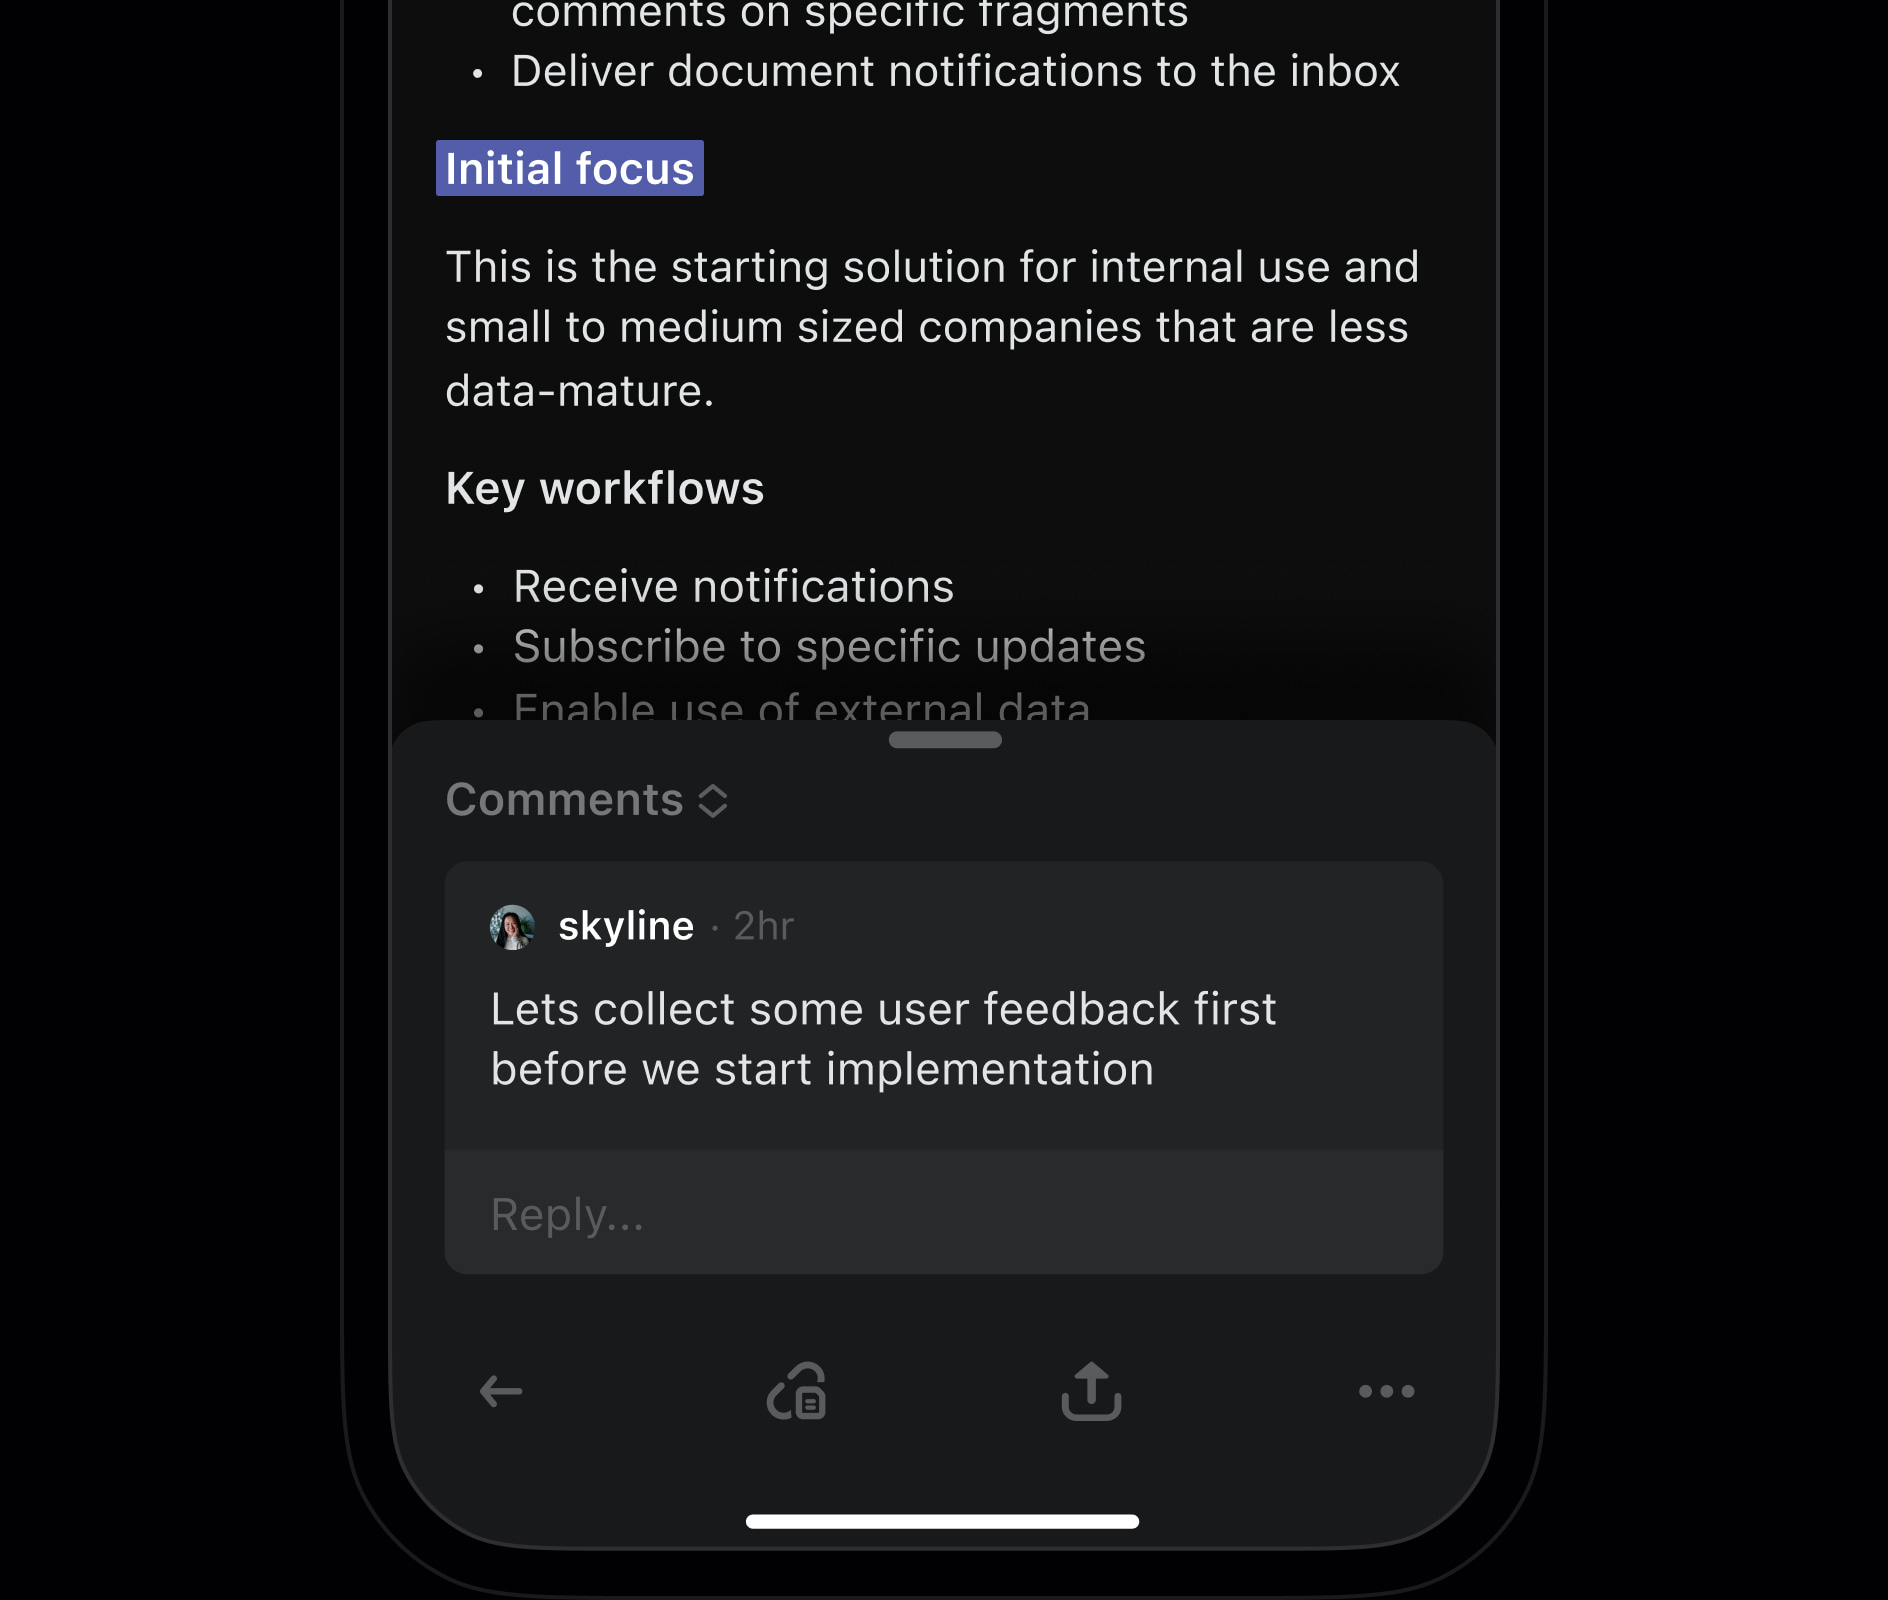 comments on specific fragments
• Deliver document notifications to the inbox
Initial focus
This is the starting solution for internal use and
small to medium sized companies that are less
data-mature.
Key workflows
• Receive notifications
• Subscribe to specific updates
• Enable use of external data
Comments
skyline · 2hr
Lets collect some user feedback first
before we start implementation
Reply...